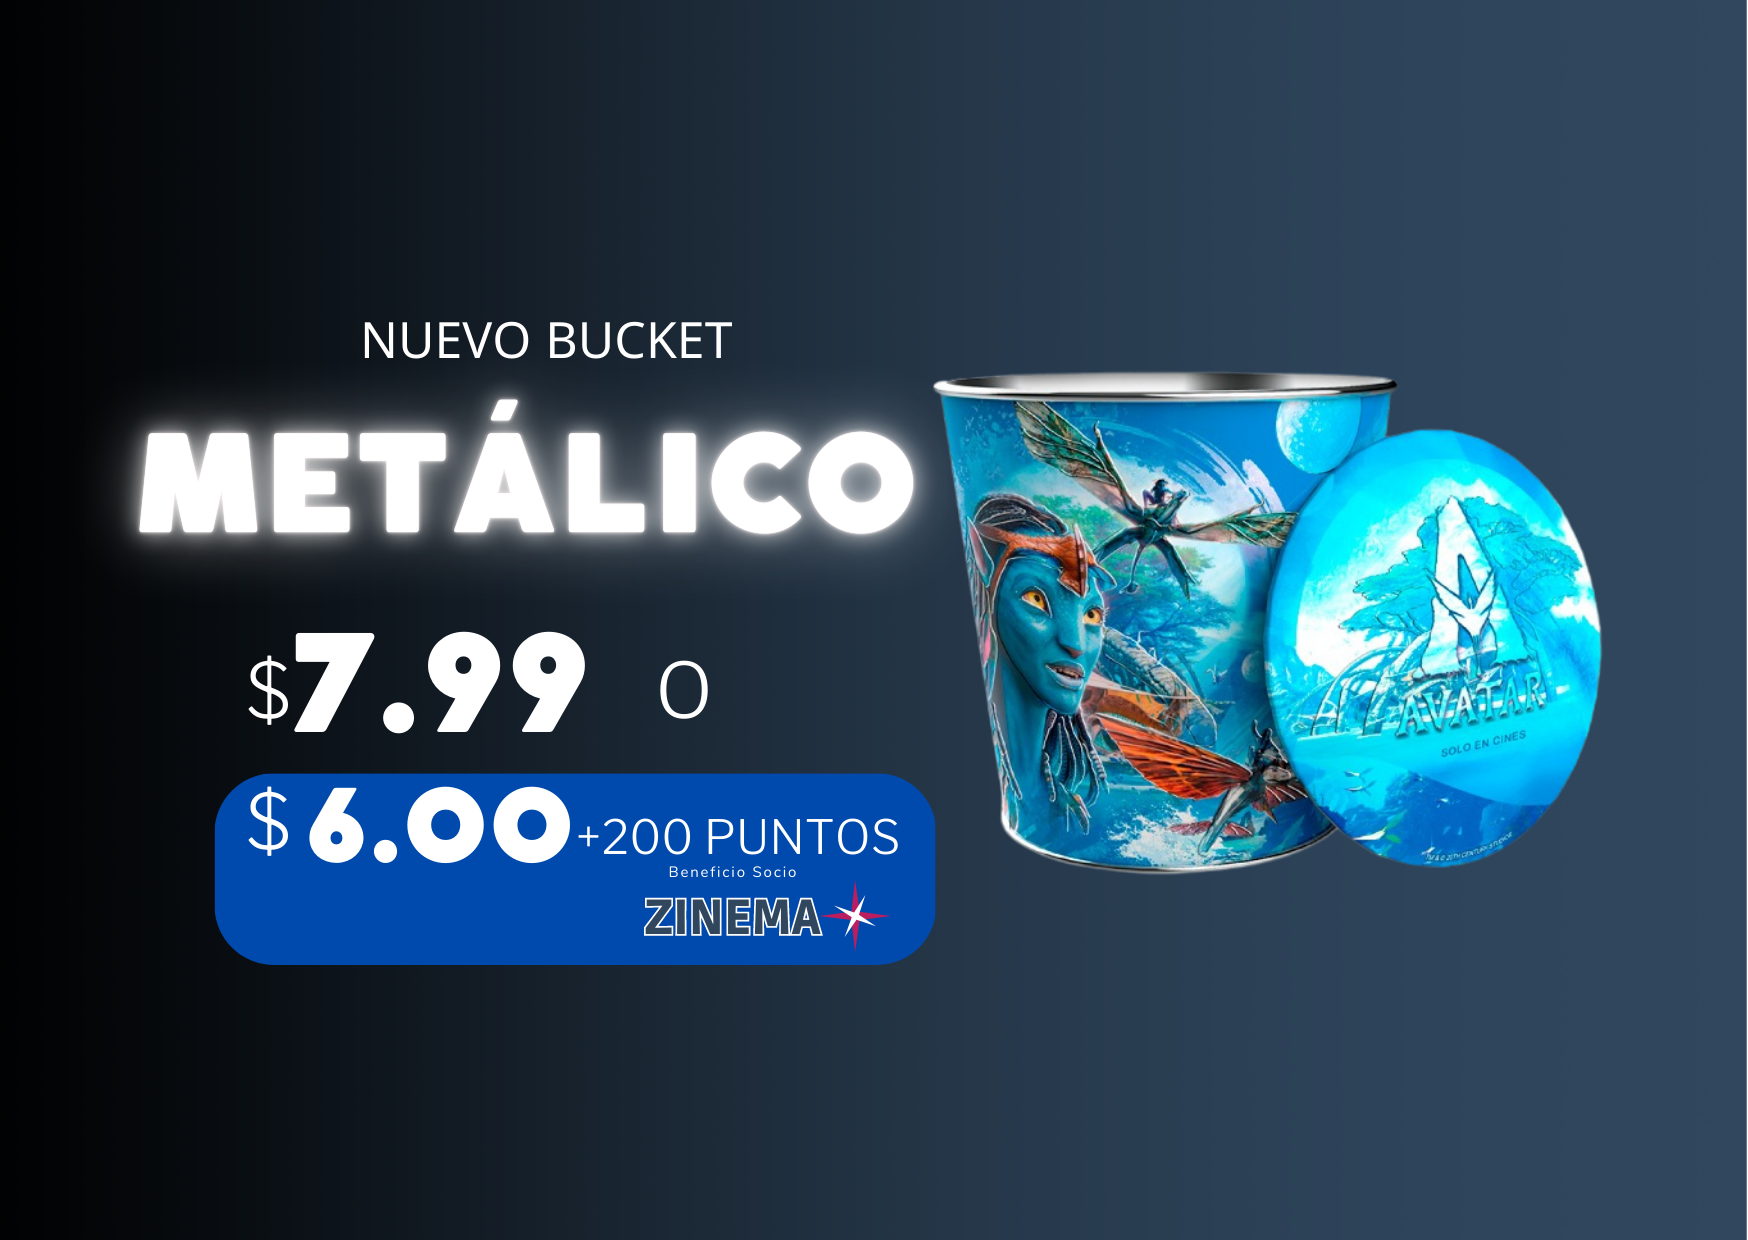 NUEVO BUCKET
METÁLICO
$7.99 O
$6.00 +200 PUNTOS
Beneficio Socio
ZINEMA
AVATAR
SOLO EN CINES